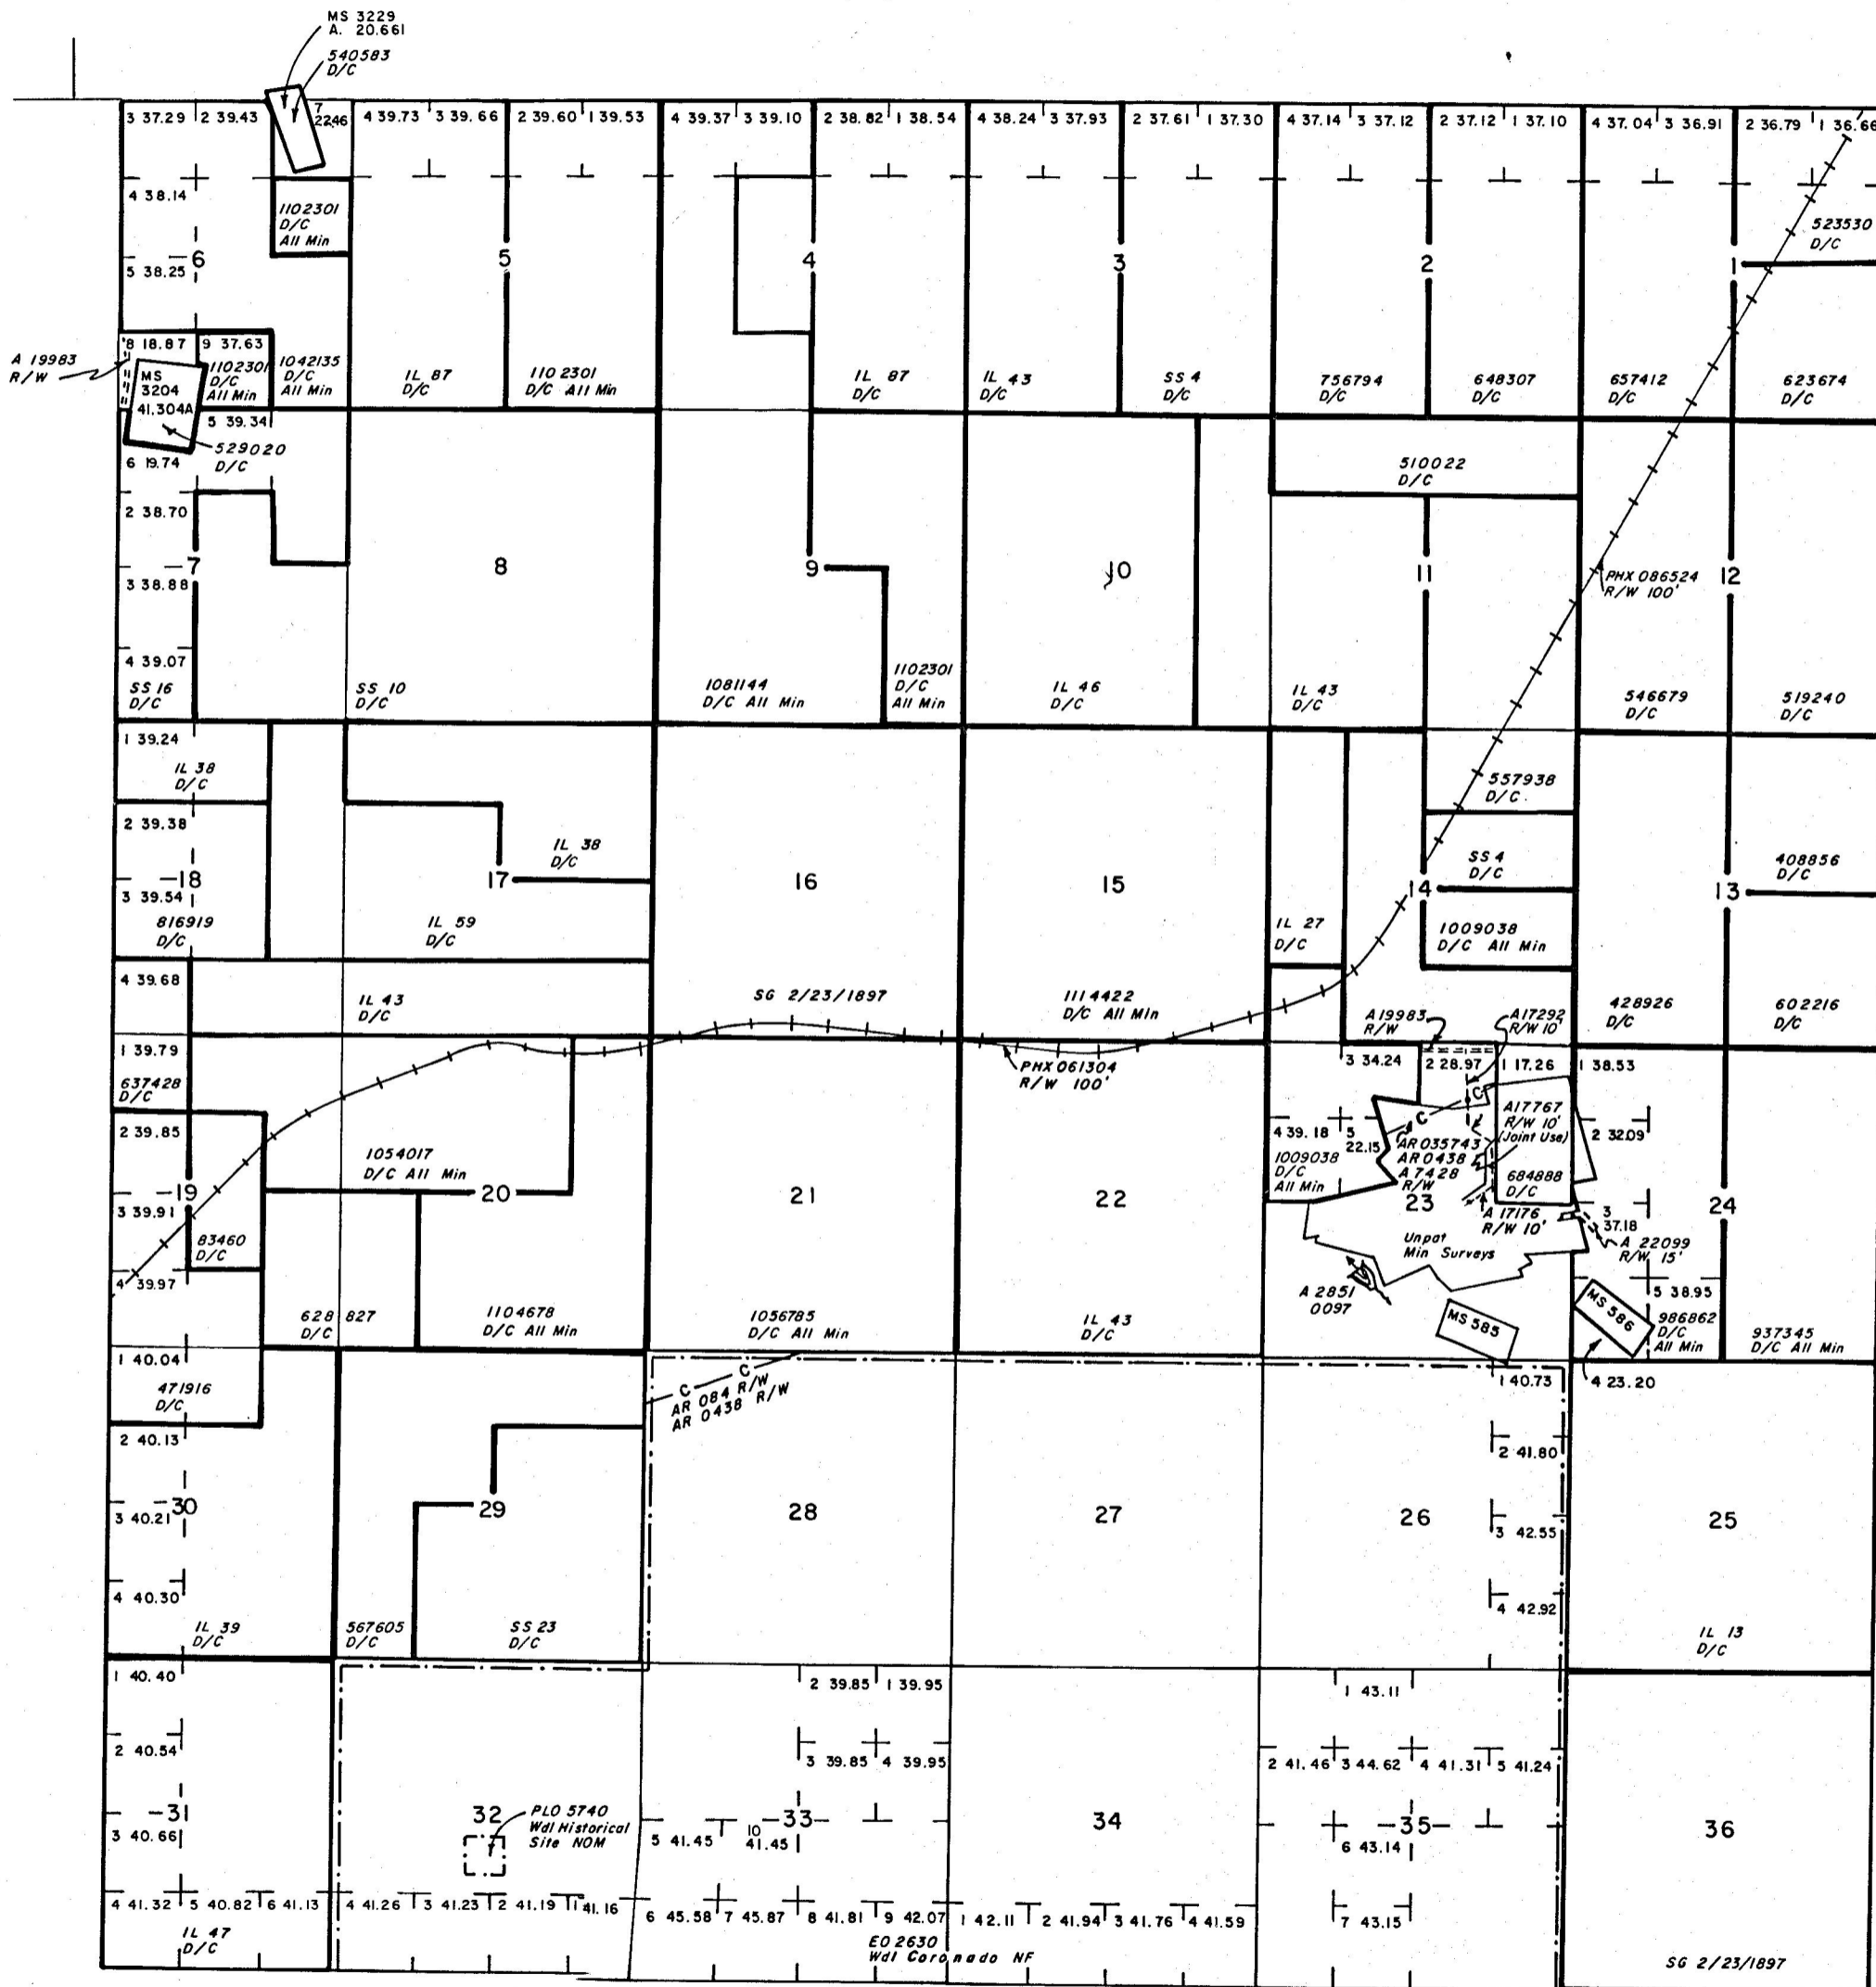 MS 3229
A. 20.661
540583
D/C
3 37.29 2 39.43 7 22.46 4 39.73 3 39.66 2 39.60 1 39.53 4 39.37 3 39.10 2 38.82 1 38.54 4 38.24 3 37.93 2 37.61 1 37.30 4 37.14 3 37.12 2 37.12 1 37.10 4 37.04 3 36.91 2 36.79 1 36.66
4 38.14
1102301
D/C
All Min
523530
D/C
6 5 4 3 2 1
5 38.25
8 18.87 9 37.63
A 19983
R/W
MS
3204
41.304A
1102301
D/C
All Min
1042135
D/C
All Min
IL 87
D/C
1102301
D/C All Min
IL 87
D/C
IL 43
D/C
SS 4
D/C
756794
D/C
648307
D/C
657412
D/C
623674
D/C
5 39.34
529020
D/C
6 19.74
510022
D/C
2 38.70
7 8 9 10 11 12
3 38.88
PHX 086524
R/W 100'
4 39.07
SS 16
D/C
SS 10
D/C
1081144
D/C All Min
1102301
D/C
All Min
IL 46
D/C
IL 43
D/C
546679
D/C
519240
D/C
1 39.24
IL 38
D/C
557938
D/C
2 39.38
IL 38
D/C
SS 4
D/C
408856
D/C
18 17 16 15 14 13
3 39.54
816919
D/C
IL 59
D/C
IL 27
D/C
1009038
D/C All Min
4 39.68
IL 43
D/C
SG 2/23/1897
1114422
D/C All Min
A19983
R/W
A17292
R/W 10'
428926
D/C
602216
D/C
1 39.79
637428
D/C
PHX 061304
R/W 100'
3 34.24 2 28.97 1 17.26 1 38.53
C
C
2 39.85
1054017
D/C All Min
4 39.18 5 22.15
1009038
D/C
All Min
AR 035743
AR 0438
A 7428
R/W
A17767
R/W 10'
(Joint Use)
684888
D/C
2 32.09
19 20 21 22 23 24
3 39.91
83460
D/C
A 17176
R/W 10'
3 37.18
A 22099
R/W 15'
Unpat
Min Surveys
4 39.97
628 827
D/C
1104678
D/C All Min
1056785
D/C All Min
IL 43
D/C
A 2851
0097
MS 585
MS 586
5 38.95
986862
D/C
All Min
937345
D/C All Min
1 40.04
471916
D/C
C C
AR 084 R/W
AR 0438 R/W
1 40.73
4 23.20
2 40.13
2 41.80
30 29 28 27 26 25
3 40.21
3 42.55
4 40.30
4 42.92
IL 39
D/C
567605
D/C
SS 23
D/C
IL 13
D/C
1 40.40
2 39.85 1 39.95
1 43.11
2 40.54
3 39.85 4 39.95
2 41.46 3 44.62 4 41.31 5 41.24
31 32 33 34 35 36
PLO 5740
Wdl Historical
Site NOM
3 40.66
5 41.45 10 41.45
6 43.14
4 41.32 5 40.82 6 41.13 4 41.26 3 41.23 2 41.19 1 41.16 6 45.58 7 45.87 8 41.81 9 42.07 1 42.11 2 41.94 3 41.76 4 41.59
7 43.15
IL 47
D/C
EO 2630
Wdl Coronado NF
SG 2/23/1897